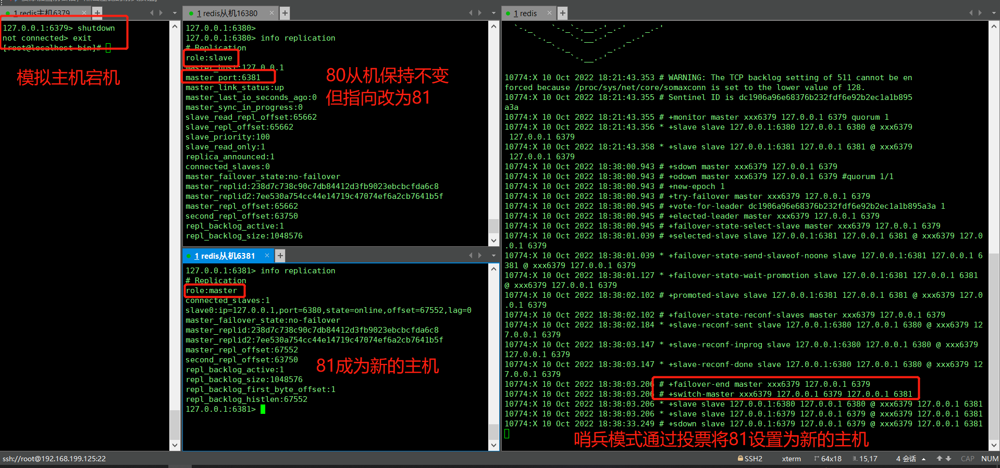 1 redis主机6379
127.0.0.1:6379> shutdown
not connected> exit
[root@localhost bin]#
模拟主机宕机
1 redis从机16380
127.0.0.1:6380>
127.0.0.1:6380> info replication
# Replication
role:slave
master_host:127.0.0.1
master_port:6381
master_link_status:up
master_last_io_seconds_ago:0
master_sync_in_progress:0
slave_read_repl_offset:65662
slave_repl_offset:65662
slave_priority:100
slave_read_only:1
replica_announced:1
connected_slaves:0
master_failover_state:no-failover
master_replid:238d7c738c90c7db84412d3fb9023ebcbcfda6c8
master_replid2:7ee530a754cc44e14719c47074ef6a2cb7641b5f
master_repl_offset:65662
second_repl_offset:63750
repl_backlog_active:1
repl_backlog_size:1048576
80从机保持不变
但指向改为81
1 redis从机6381
127.0.0.1:6381> info replication
# Replication
role:master
connected_slaves:1
slave0:ip=127.0.0.1,port=6380,state=online,offset=67552,lag=0
master_failover_state:no-failover
master_replid:238d7c738c90c7db84412d3fb9023ebcbcfda6c8
master_replid2:7ee530a754cc44e14719c47074ef6a2cb7641b5f
master_repl_offset:67552
second_repl_offset:63750
repl_backlog_active:1
repl_backlog_size:1048576
repl_backlog_first_byte_offset:1
repl_backlog_histlen:67552
127.0.0.1:6381>
81成为新的主机
1 redis
10774:X 10 Oct 2022 18:21:43.353 # WARNING: The TCP backlog setting of 511 cannot be en
forced because /proc/sys/net/core/somaxconn is set to the lower value of 128.
10774:X 10 Oct 2022 18:21:43.355 # Sentinel ID is dc1906a96e68376b232fdf6e92b2ec1a1b895
a3a
10774:X 10 Oct 2022 18:21:43.355 # +monitor master xxx6379 127.0.0.1 6379 quorum 1
10774:X 10 Oct 2022 18:21:43.356 * +slave slave 127.0.0.1:6380 127.0.0.1 6380 @ xxx6379
127.0.0.1 6379
10774:X 10 Oct 2022 18:21:43.358 * +slave slave 127.0.0.1:6381 127.0.0.1 6381 @ xxx6379
127.0.0.1 6379
10774:X 10 Oct 2022 18:38:00.943 # +sdown master xxx6379 127.0.0.1 6379
10774:X 10 Oct 2022 18:38:00.943 # +odown master xxx6379 127.0.0.1 6379 #quorum 1/1
10774:X 10 Oct 2022 18:38:00.943 # +new-epoch 1
10774:X 10 Oct 2022 18:38:00.943 # +try-failover master xxx6379 127.0.0.1 6379
10774:X 10 Oct 2022 18:38:00.945 # +vote-for-leader dc1906a96e68376b232fdf6e92b2ec1a1b895a3a 1
10774:X 10 Oct 2022 18:38:00.945 # +elected-leader master xxx6379 127.0.0.1 6379
10774:X 10 Oct 2022 18:38:00.945 # +failover-state-select-slave master xxx6379 127.0.0.1 6379
10774:X 10 Oct 2022 18:38:01.039 # +selected-slave slave 127.0.0.1:6381 127.0.0.1 6381 @ xxx6379 127.0
.0.1 6379
10774:X 10 Oct 2022 18:38:01.039 * +failover-state-send-slaveof-noone slave 127.0.0.1:6381 127.0.0.1 6
381 @ xxx6379 127.0.0.1 6379
10774:X 10 Oct 2022 18:38:01.127 * +failover-state-wait-promotion slave 127.0.0.1:6381 127.0.0.1 6381
@ xxx6379 127.0.0.1 6379
10774:X 10 Oct 2022 18:38:02.102 # +promoted-slave slave 127.0.0.1:6381 127.0.0.1 6381 @ xxx6379 127.0
.0.1 6379
10774:X 10 Oct 2022 18:38:02.102 # +failover-state-reconf-slaves master xxx6379 127.0.0.1 6379
10774:X 10 Oct 2022 18:38:02.184 * +slave-reconf-sent slave 127.0.0.1:6380 127.0.0.1 6380 @ xxx6379 12
7.0.0.1 6379
10774:X 10 Oct 2022 18:38:03.147 * +slave-reconf-inprog slave 127.0.0.1:6380 127.0.0.1 6380 @ xxx6379
127.0.0.1 6379
10774:X 10 Oct 2022 18:38:03.147 * +slave-reconf-done slave 127.0.0.1:6380 127.0.0.1 6380 @ xxx6379 12
7.0.0.1 6379
10774:X 10 Oct 2022 18:38:03.206 # +failover-end master xxx6379 127.0.0.1 6379
10774:X 10 Oct 2022 18:38:03.206 # +switch-master xxx6379 127.0.0.1 6379 127.0.0.1 6381
10774:X 10 Oct 2022 18:38:03.206 * +slave slave 127.0.0.1:6380 127.0.0.1 6380 @ xxx6379 127.0.0.1 6381
10774:X 10 Oct 2022 18:38:03.206 * +slave slave 127.0.0.1:6379 127.0.0.1 6379 @ xxx6379 127.0.0.1 6381
10774:X 10 Oct 2022 18:38:33.249 # +sdown slave 127.0.0.1:6379 127.0.0.1 6379 @ xxx6379 127.0.0.1 6381
哨兵模式通过投票将81设置为新的主机
ssh://root@192.168.199.125:22
SSH2
xterm
64x18
15,17
4 会话
CAP
NUM